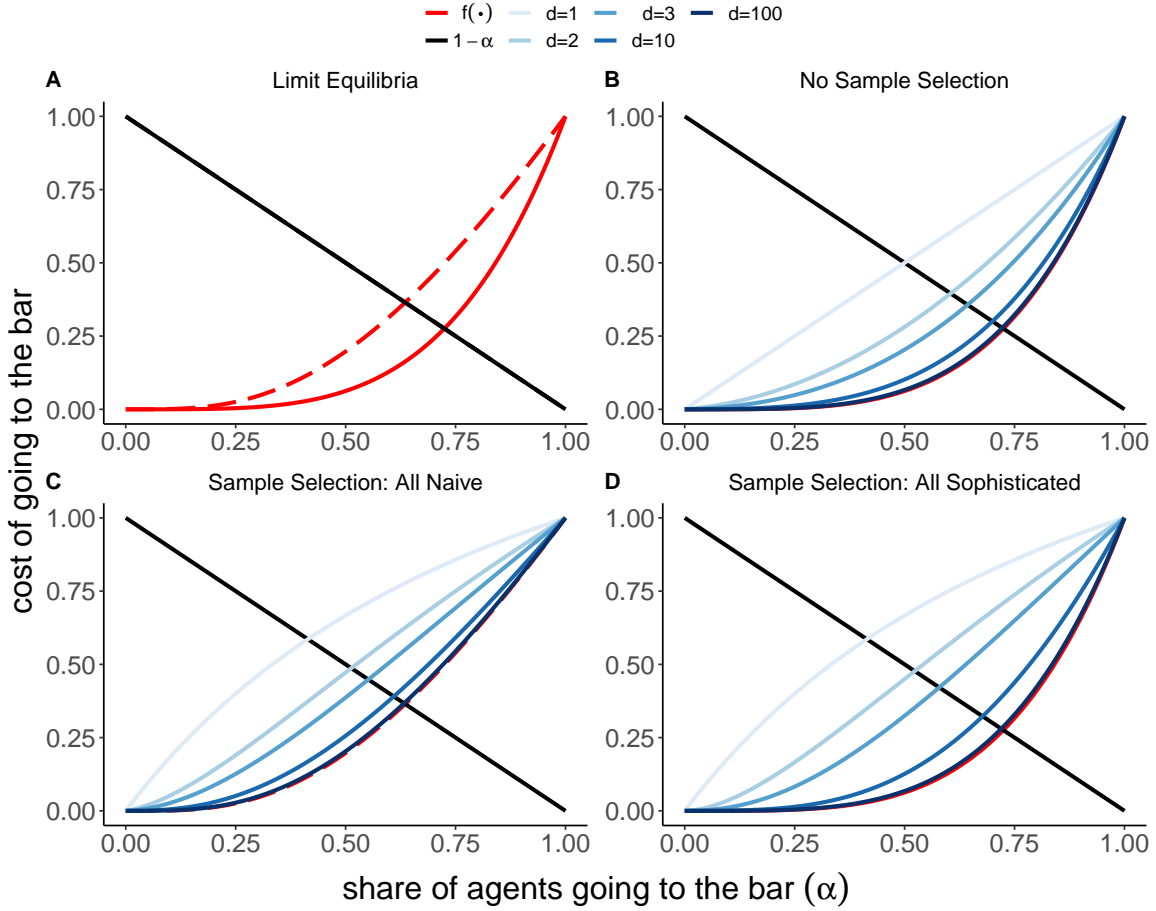 f(·) d=1 d=3 d=100
1 − α d=2 d=10
A Limit Equilibria
B No Sample Selection
1.00
0.75
0.50
0.25
0.00
0.00 0.25 0.50 0.75 1.00
1.00
0.75
0.50
0.25
0.00
0.00 0.25 0.50 0.75 1.00
C Sample Selection: All Naive
D Sample Selection: All Sophisticated
1.00
0.75
0.50
0.25
0.00
0.00 0.25 0.50 0.75 1.00
1.00
0.75
0.50
0.25
0.00
0.00 0.25 0.50 0.75 1.00
cost of going to the bar
share of agents going to the bar (α)